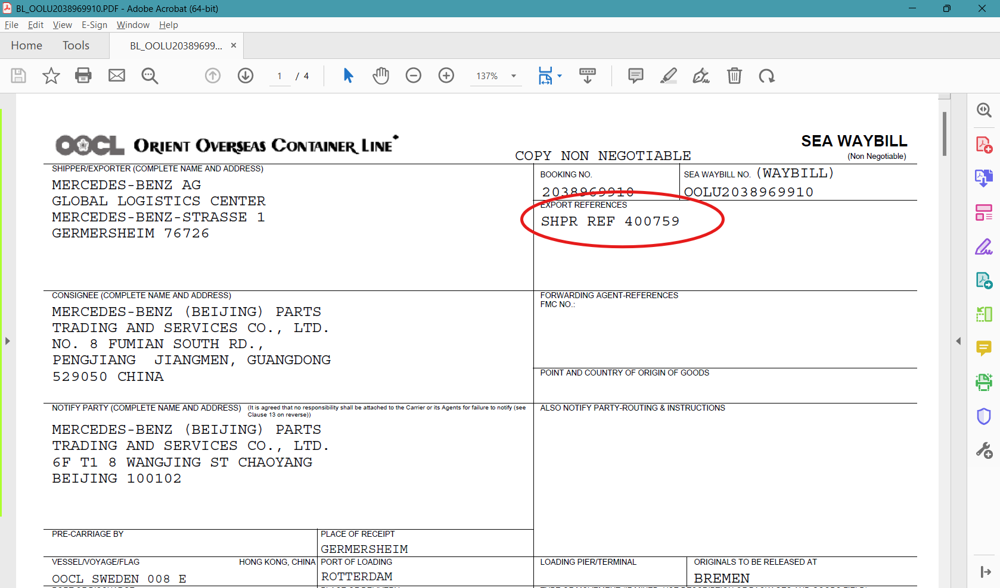 BL_OOLU2038969910.PDF - Adobe Acrobat (64-bit)
File Edit View E-Sign Window Help
Home Tools BL_OOLU20389699...
1 / 4 137%
OOCL ORIENT OVERSEAS CONTAINER LINE
SEA WAYBILL
(Non Negotiable)
COPY NON NEGOTIABLE
SHIPPER/EXPORTER (COMPLETE NAME AND ADDRESS)
MERCEDES-BENZ AG
GLOBAL LOGISTICS CENTER
MERCEDES-BENZ-STRASSE 1
GERMERSHEIM 76726
BOOKING NO.
2038969910
SEA WAYBILL NO. (WAYBILL)
OOLU2038969910
EXPORT REFERENCES
SHPR REF 400759
CONSIGNEE (COMPLETE NAME AND ADDRESS)
MERCEDES-BENZ (BEIJING) PARTS
TRADING AND SERVICES CO., LTD.
NO. 8 FUMIAN SOUTH RD.,
PENGJIANG JIANGMEN, GUANGDONG
529050 CHINA
FORWARDING AGENT-REFERENCES
FMC NO.:
POINT AND COUNTRY OF ORIGIN OF GOODS
NOTIFY PARTY (COMPLETE NAME AND ADDRESS) (It is agreed that no responsibility shall be attached to the Carrier or its Agents for failure to notify (see
Clause 13 on reverse))
MERCEDES-BENZ (BEIJING) PARTS
TRADING AND SERVICES CO., LTD.
6F T1 8 WANGJING ST CHAOYANG
BEIJING 100102
ALSO NOTIFY PARTY-ROUTING & INSTRUCTIONS
PRE-CARRIAGE BY
PLACE OF RECEIPT
GERMERSHEIM
VESSEL/VOYAGE/FLAG HONG KONG, CHINA
OOCL SWEDEN 008 E
PORT OF LOADING
ROTTERDAM
LOADING PIER/TERMINAL
ORIGINALS TO BE RELEASED AT
BREMEN